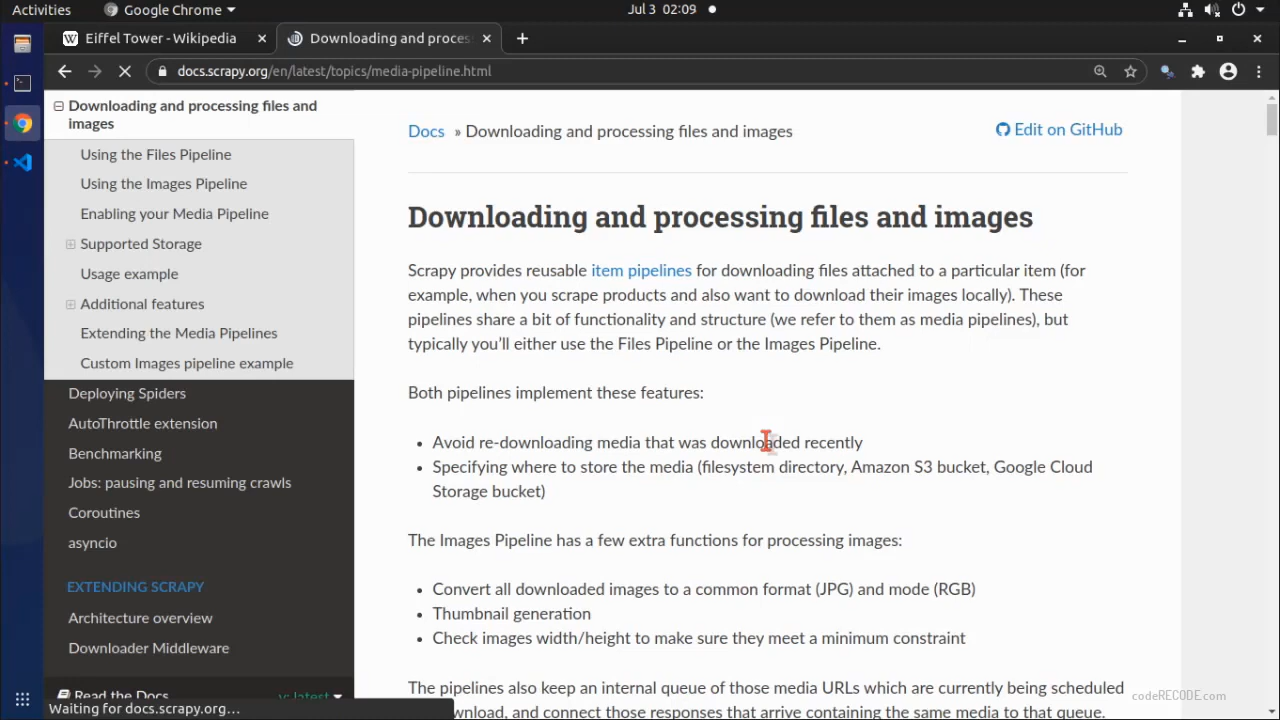 Activities
Google Chrome
Jul 3 02:09
Eiffel Tower - Wikipedia
Downloading and proces
docs.scrapy.org/en/latest/topics/media-pipeline.html
Downloading and processing files and
images
Using the Files Pipeline
Using the Images Pipeline
Enabling your Media Pipeline
Supported Storage
Usage example
Additional features
Extending the Media Pipelines
Custom Images pipeline example
Deploying Spiders
AutoThrottle extension
Benchmarking
Jobs: pausing and resuming crawls
Coroutines
asyncio
EXTENDING SCRAPY
Architecture overview
Downloader Middleware
Read the Docs
v: latest
Waiting for docs.scrapy.org...
Docs » Downloading and processing files and images
Edit on GitHub
Downloading and processing files and images
Scrapy provides reusable item pipelines for downloading files attached to a particular item (for
example, when you scrape products and also want to download their images locally). These
pipelines share a bit of functionality and structure (we refer to them as media pipelines), but
typically you’ll either use the Files Pipeline or the Images Pipeline.
Both pipelines implement these features:
• Avoid re-downloading media that was downloaded recently
• Specifying where to store the media (filesystem directory, Amazon S3 bucket, Google Cloud
Storage bucket)
The Images Pipeline has a few extra functions for processing images:
• Convert all downloaded images to a common format (JPG) and mode (RGB)
• Thumbnail generation
• Check images width/height to make sure they meet a minimum constraint
The pipelines also keep an internal queue of those media URLs which are currently being scheduled
wnload, and connect those responses that arrive containing the same media to that queue.
codeRECODE.com